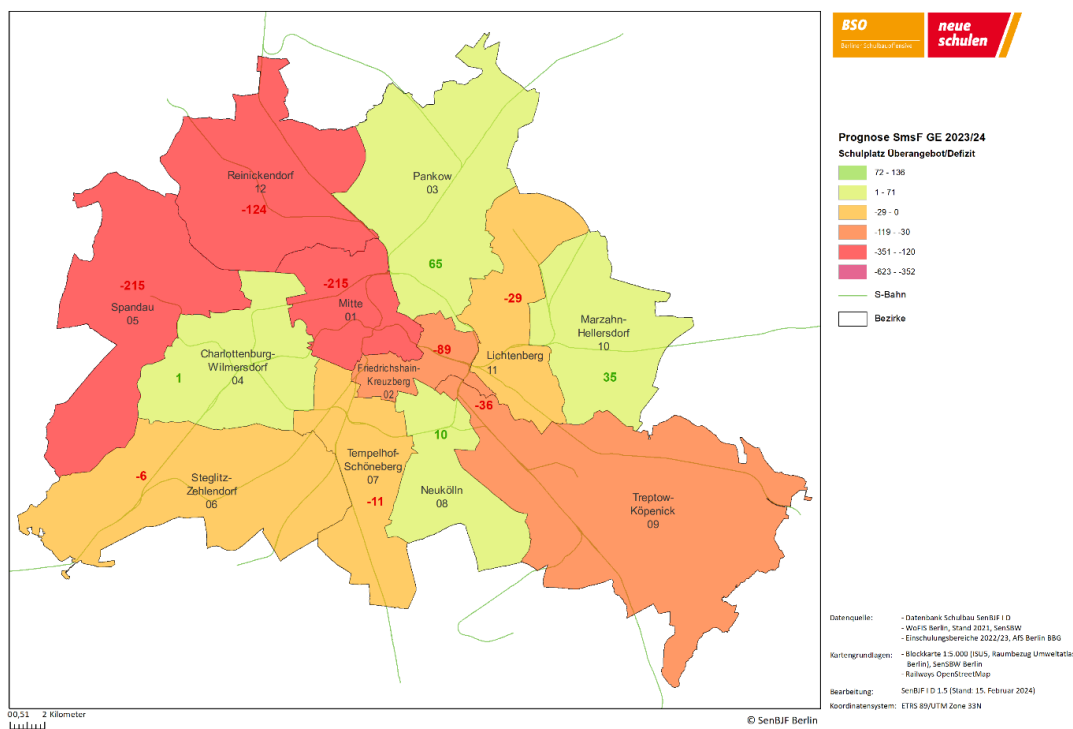 BSO
Berliner Schulbauoffensive
neue
schulen
Prognose SmsF GE 2023/24
Schulplatz Überangebot/Defizit
72 - 136
1 - 71
-29 - 0
-119 - -30
-351 - -120
-623 - -352
S-Bahn
Bezirke
Reinickendorf
12
-124
Pankow
03
65
-215
Spandau
05
-215
Mitte
01
-29
Lichtenberg
11
Marzahn-
Hellersdorf
10
35
Charlottenburg-
Wilmersdorf
04
1
-89
Friedrichshain-
Kreuzberg
02
-36
10
Neukölln
08
Tempelhof-
Schöneberg
07
-11
-6
Steglitz-
Zehlendorf
06
Treptow-
Köpenick
09
Datenquelle: - Datenbank Schulbau SenBJF I D
- WoFIS Berlin, Stand 2021, SenSBW
- Einschulungsbereiche 2022/23, AfS Berlin BBG
Kartengrundlagen: - Blockkarte 1:5.000 (ISU5, Raumbezug Umweltatlas
Berlin), SenSBW Berlin
- Railways OpenStreetMap
Bearbeitung: SenBJF I D 1.5 (Stand: 15. Februar 2024)
Koordinatensystem: ETRS 89/UTM Zone 33N
00,51 2 Kilometer
© SenBJF Berlin